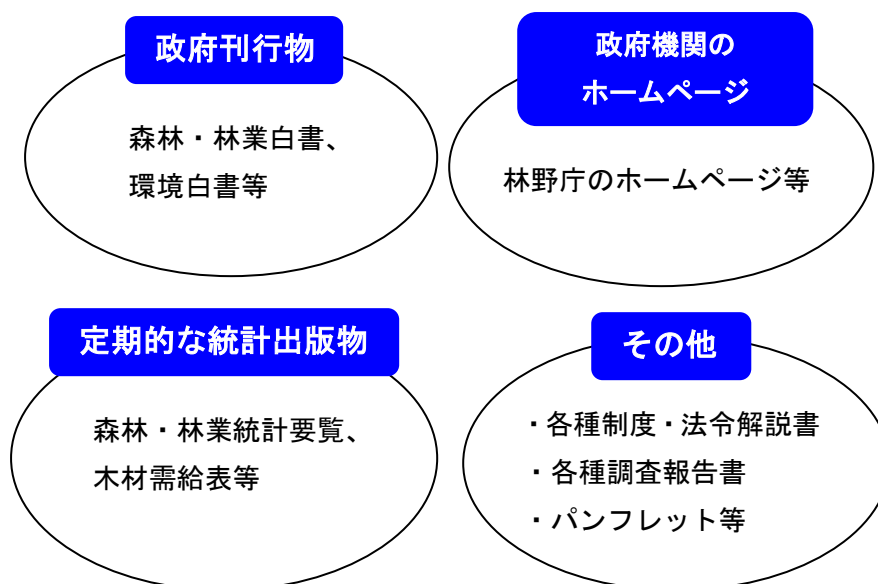 政府刊行物
森林・林業白書、
環境白書等
政府機関の
ホームページ
林野庁のホームページ等
定期的な統計出版物
森林・林業統計要覧、
木材需給表等
その他
・各種制度・法令解説書
・各種調査報告書
・パンフレット等